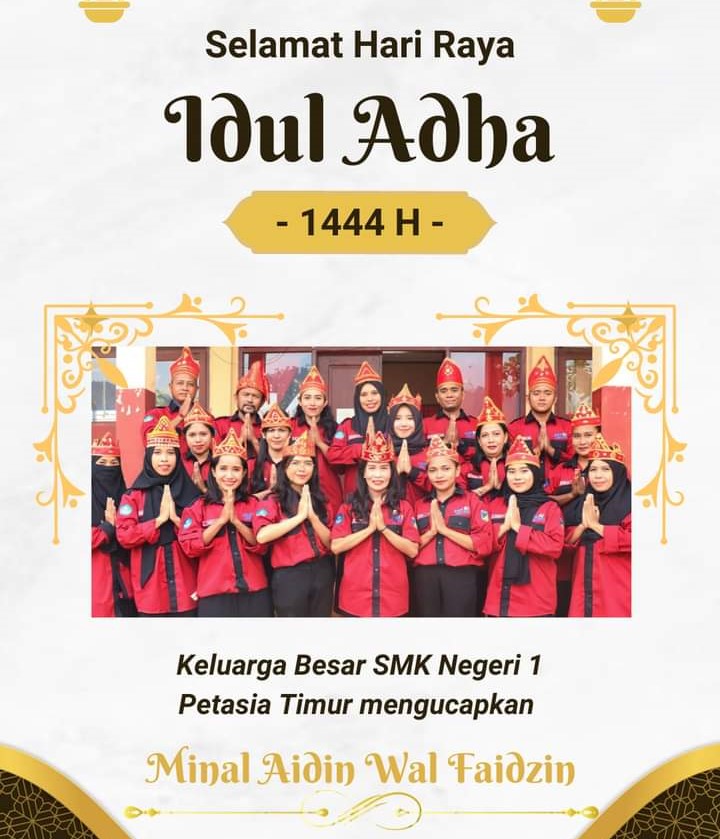 Selamat Hari Raya
Idul Adha
- 1444 H -
Keluarga Besar SMK Negeri 1
Petasia Timur mengucapkan
Minal Aidin Wal Faidzin